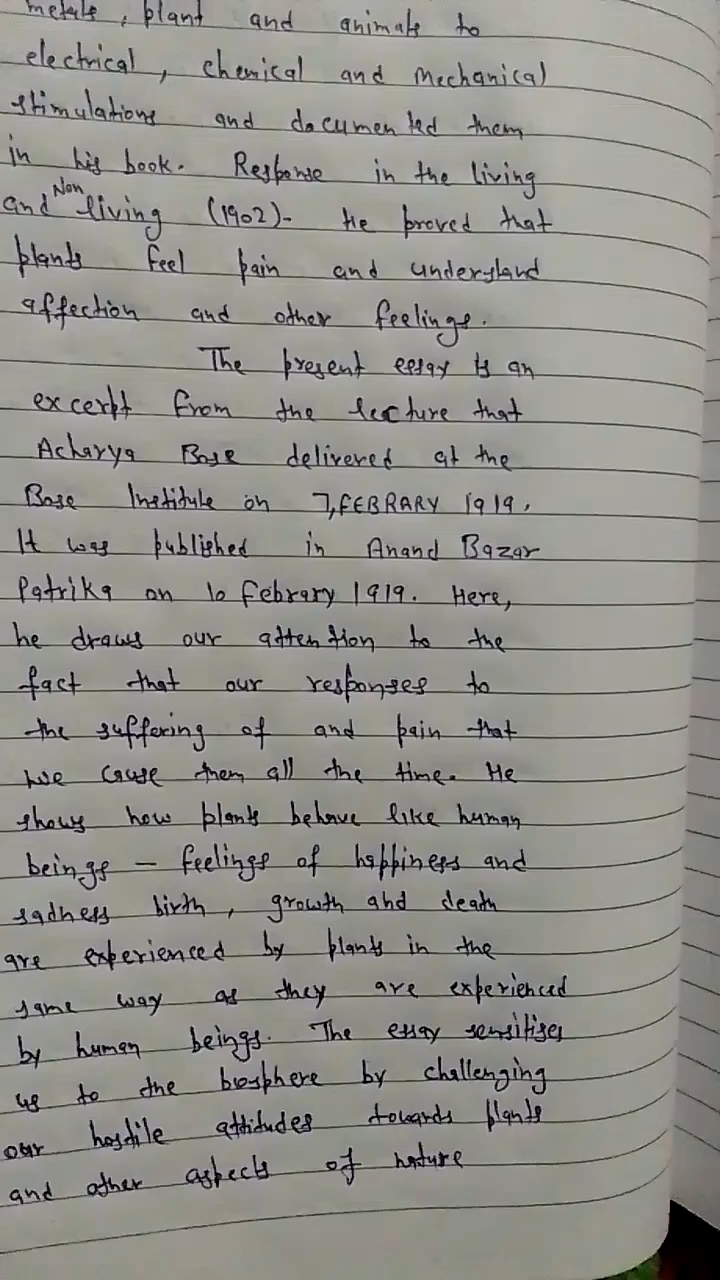 metals, plant and animals to
electrical, chemical and mechanical
stimulations and documented them
in his book. Response in the living
and Non living (1902)- He proved that
plants feel pain and understand
affection and other feelings.
The present essay is an
excerpt from the lecture that
Acharya Bose delivered at the
Bose Institute on 7,FEBRARY 1919.
It was published in Anand Bazar
Patrika on 10 Febrary 1919. Here,
he draws our attention to the
fact that our responses to
the suffering of and pain that
we cause them all the time. He
shows how plants behave like human
beings - feelings of happiness and
sadness birth, growth and death
are experienced by plants in the
same way as they are experienced
by human beings. The essay sensitises
us to the biosphere by challenging
our hostile attitudes towards plants
and other aspects of nature